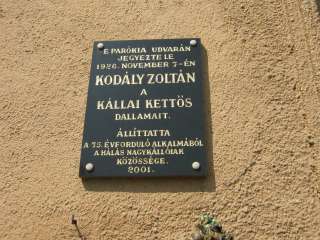 E PARÓKIA UDVARÁN
JEGYEZTE LE
1926. NOVEMBER 7-ÉN
KODÁLY ZOLTÁN
A
KÁLLAI KETTŐS
DALLAMAIT.
ÁLLÍTTATTA
A 75. ÉVFORDULÓ ALKALMÁBÓL
A HÁLÁS NAGYKÁLLÓIAK
KÖZÖSSÉGE.
2001.